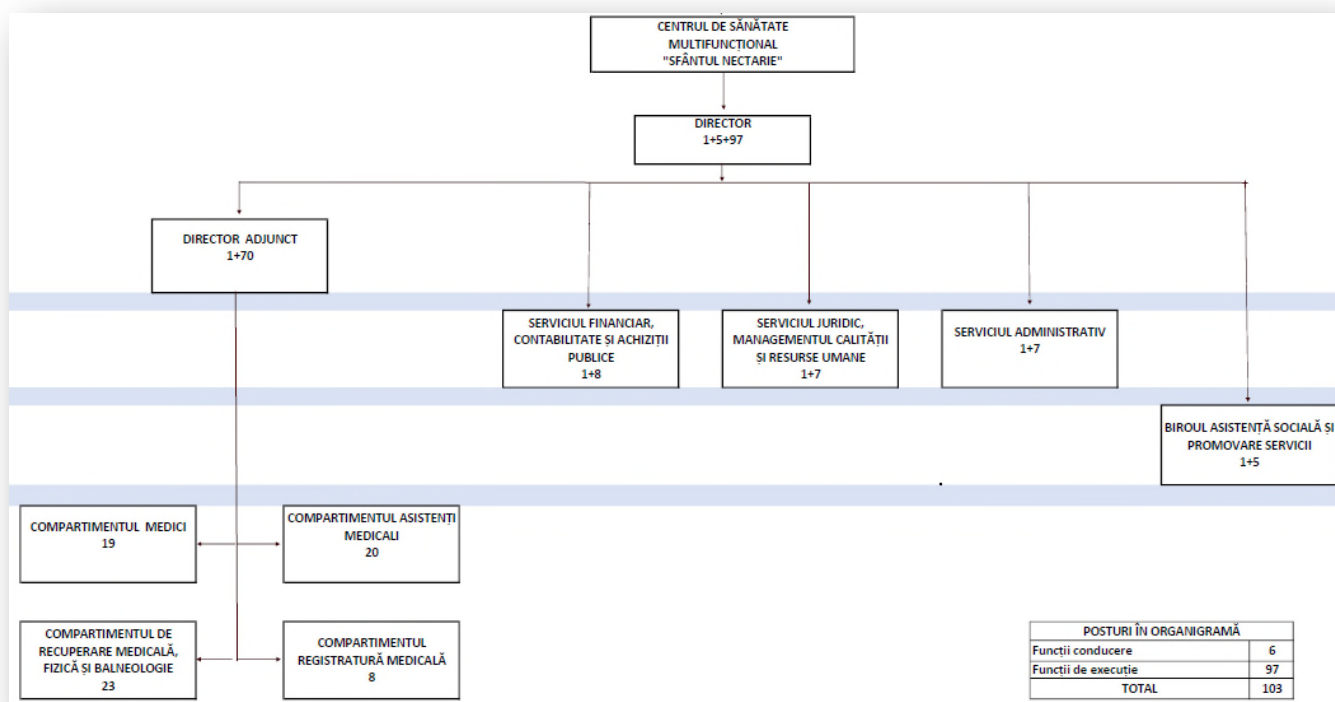 CENTRUL DE SĂNĂTATE
MULTIFUNCȚIONAL
"SFÂNTUL NECTARIE"
DIRECTOR
1+5+97
DIRECTOR ADJUNCT
1+70
SERVICIUL FINANCIAR,
CONTABILITATE ȘI ACHIZIȚII
PUBLICE
1+8
SERVICIUL JURIDIC,
MANAGEMENTUL CALITĂȚII
ȘI RESURSE UMANE
1+7
SERVICIUL ADMINISTRATIV
1+7
BIROUL ASISTENȚĂ SOCIALĂ ȘI
PROMOVARE SERVICII
1+5
COMPARTIMENTUL MEDICI
19
COMPARTIMENTUL ASISTENȚI
MEDICALI
20
COMPARTIMENTUL DE
RECUPERARE MEDICALĂ,
FIZICĂ ȘI BALNEOLOGIE
23
COMPARTIMENTUL
REGISTRATURĂ MEDICALĂ
8
POSTURI ÎN ORGANIGRAMĂ
Funcții conducere 6
Funcții de execuție 97
TOTAL 103